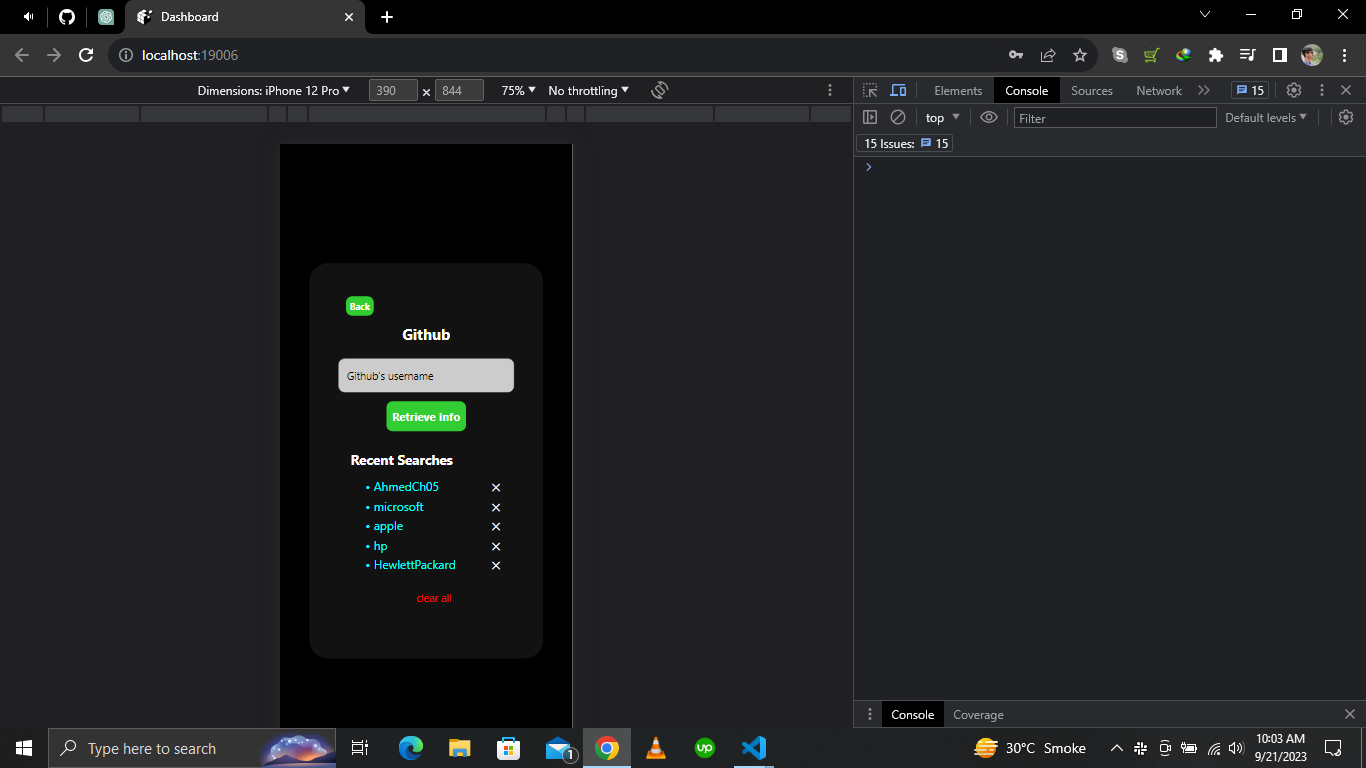 Dashboard
localhost:19006
Dimensions: iPhone 12 Pro 390 × 844 75% No throttling
Elements Console Sources Network 15
top Filter Default levels
15 Issues: 15
Back
Github
Github's username
Retrieve Info
Recent Searches
• AhmedCh05 ×
• microsoft ×
• apple ×
• hp ×
• HewlettPackard ×
clear all
Console Coverage
Type here to search
1
up
30°C Smoke
10:03 AM
9/21/2023